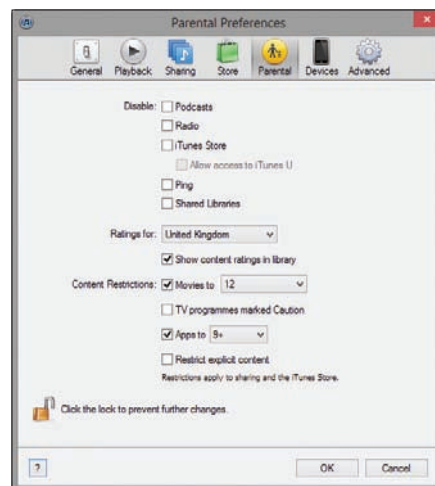 Parental Preferences
General Playback Sharing Store Parental Devices Advanced
Disable: Podcasts
Radio
iTunes Store
Allow access to iTunes U
Ping
Shared Libraries
Ratings for: United Kingdom
Show content ratings in library
Content Restrictions: Movies to 12
TV programmes marked Caution
Apps to 9+
Restrict explicit content
Restrictions apply to sharing and the iTunes Store.
Click the lock to prevent further changes.
? OK Cancel